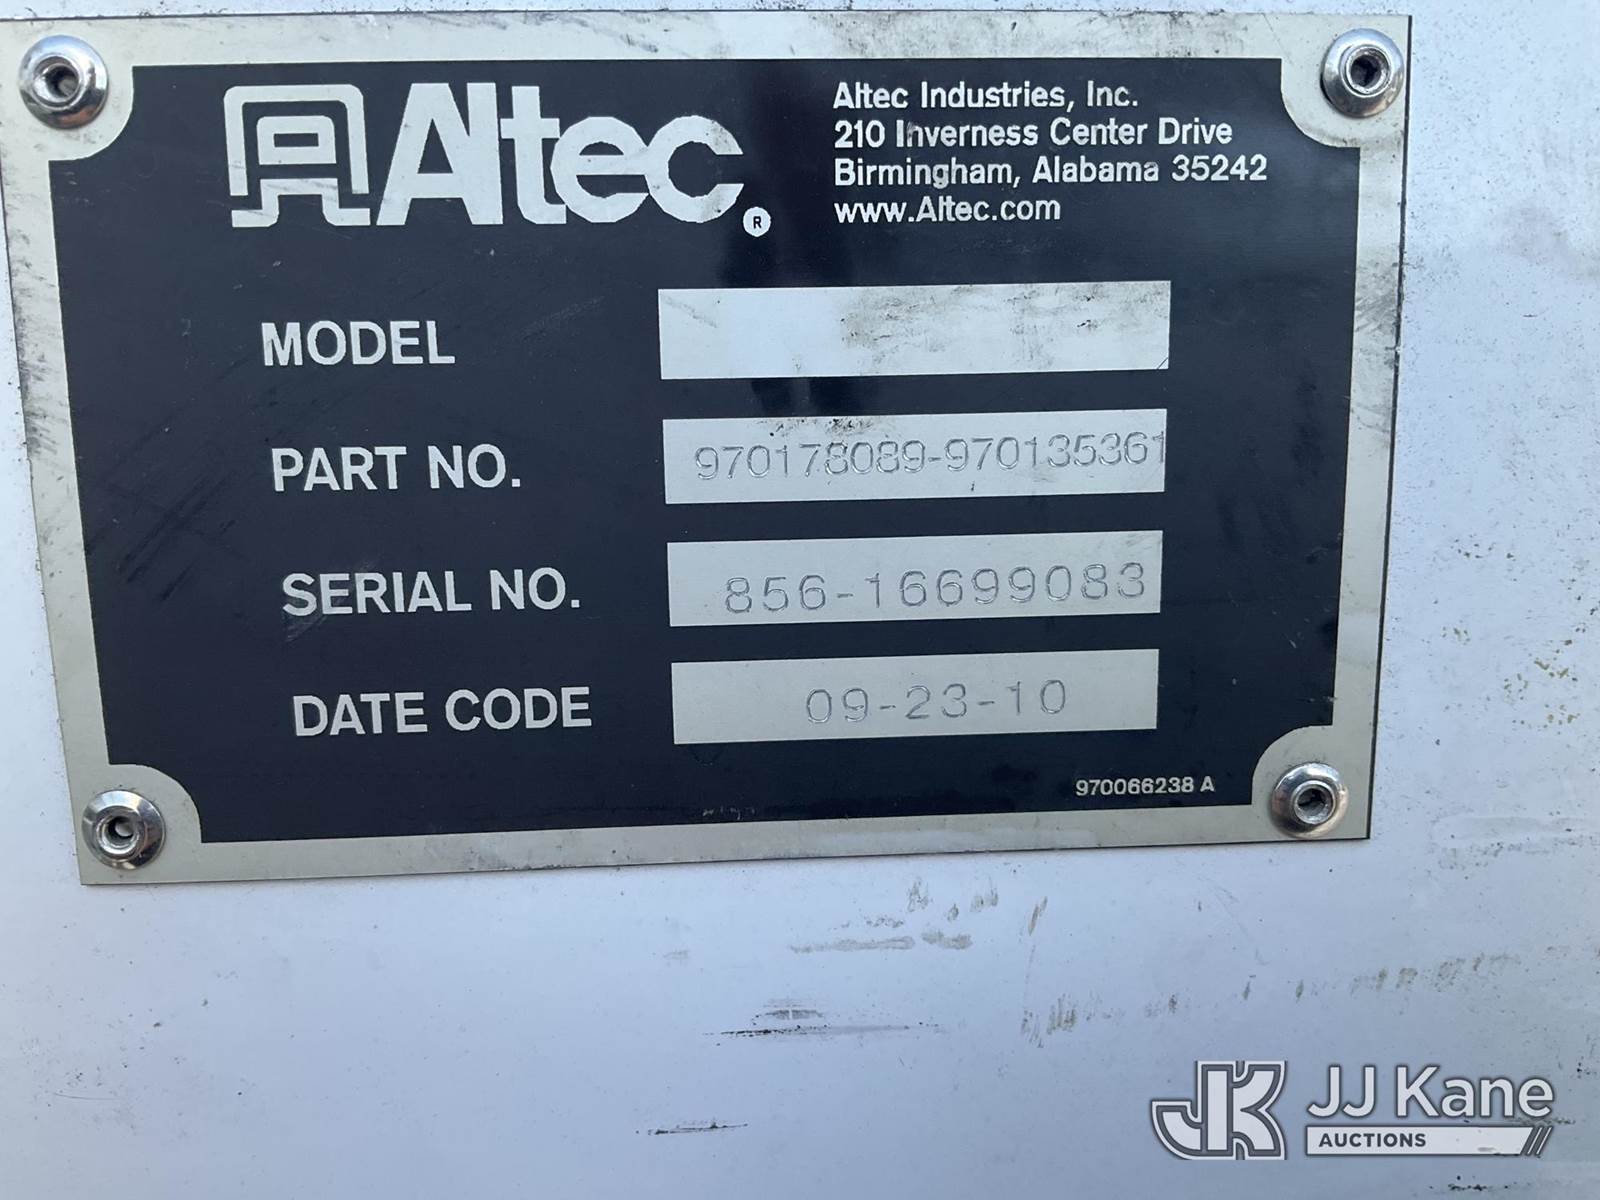 Altec®
Altec Industries, Inc.
210 Inverness Center Drive
Birmingham, Alabama 35242
www.Altec.com
MODEL
PART NO. 970178089-970135361
SERIAL NO. 856-16699083
DATE CODE 09-23-10
970066238 A
JK JJ Kane
AUCTIONS